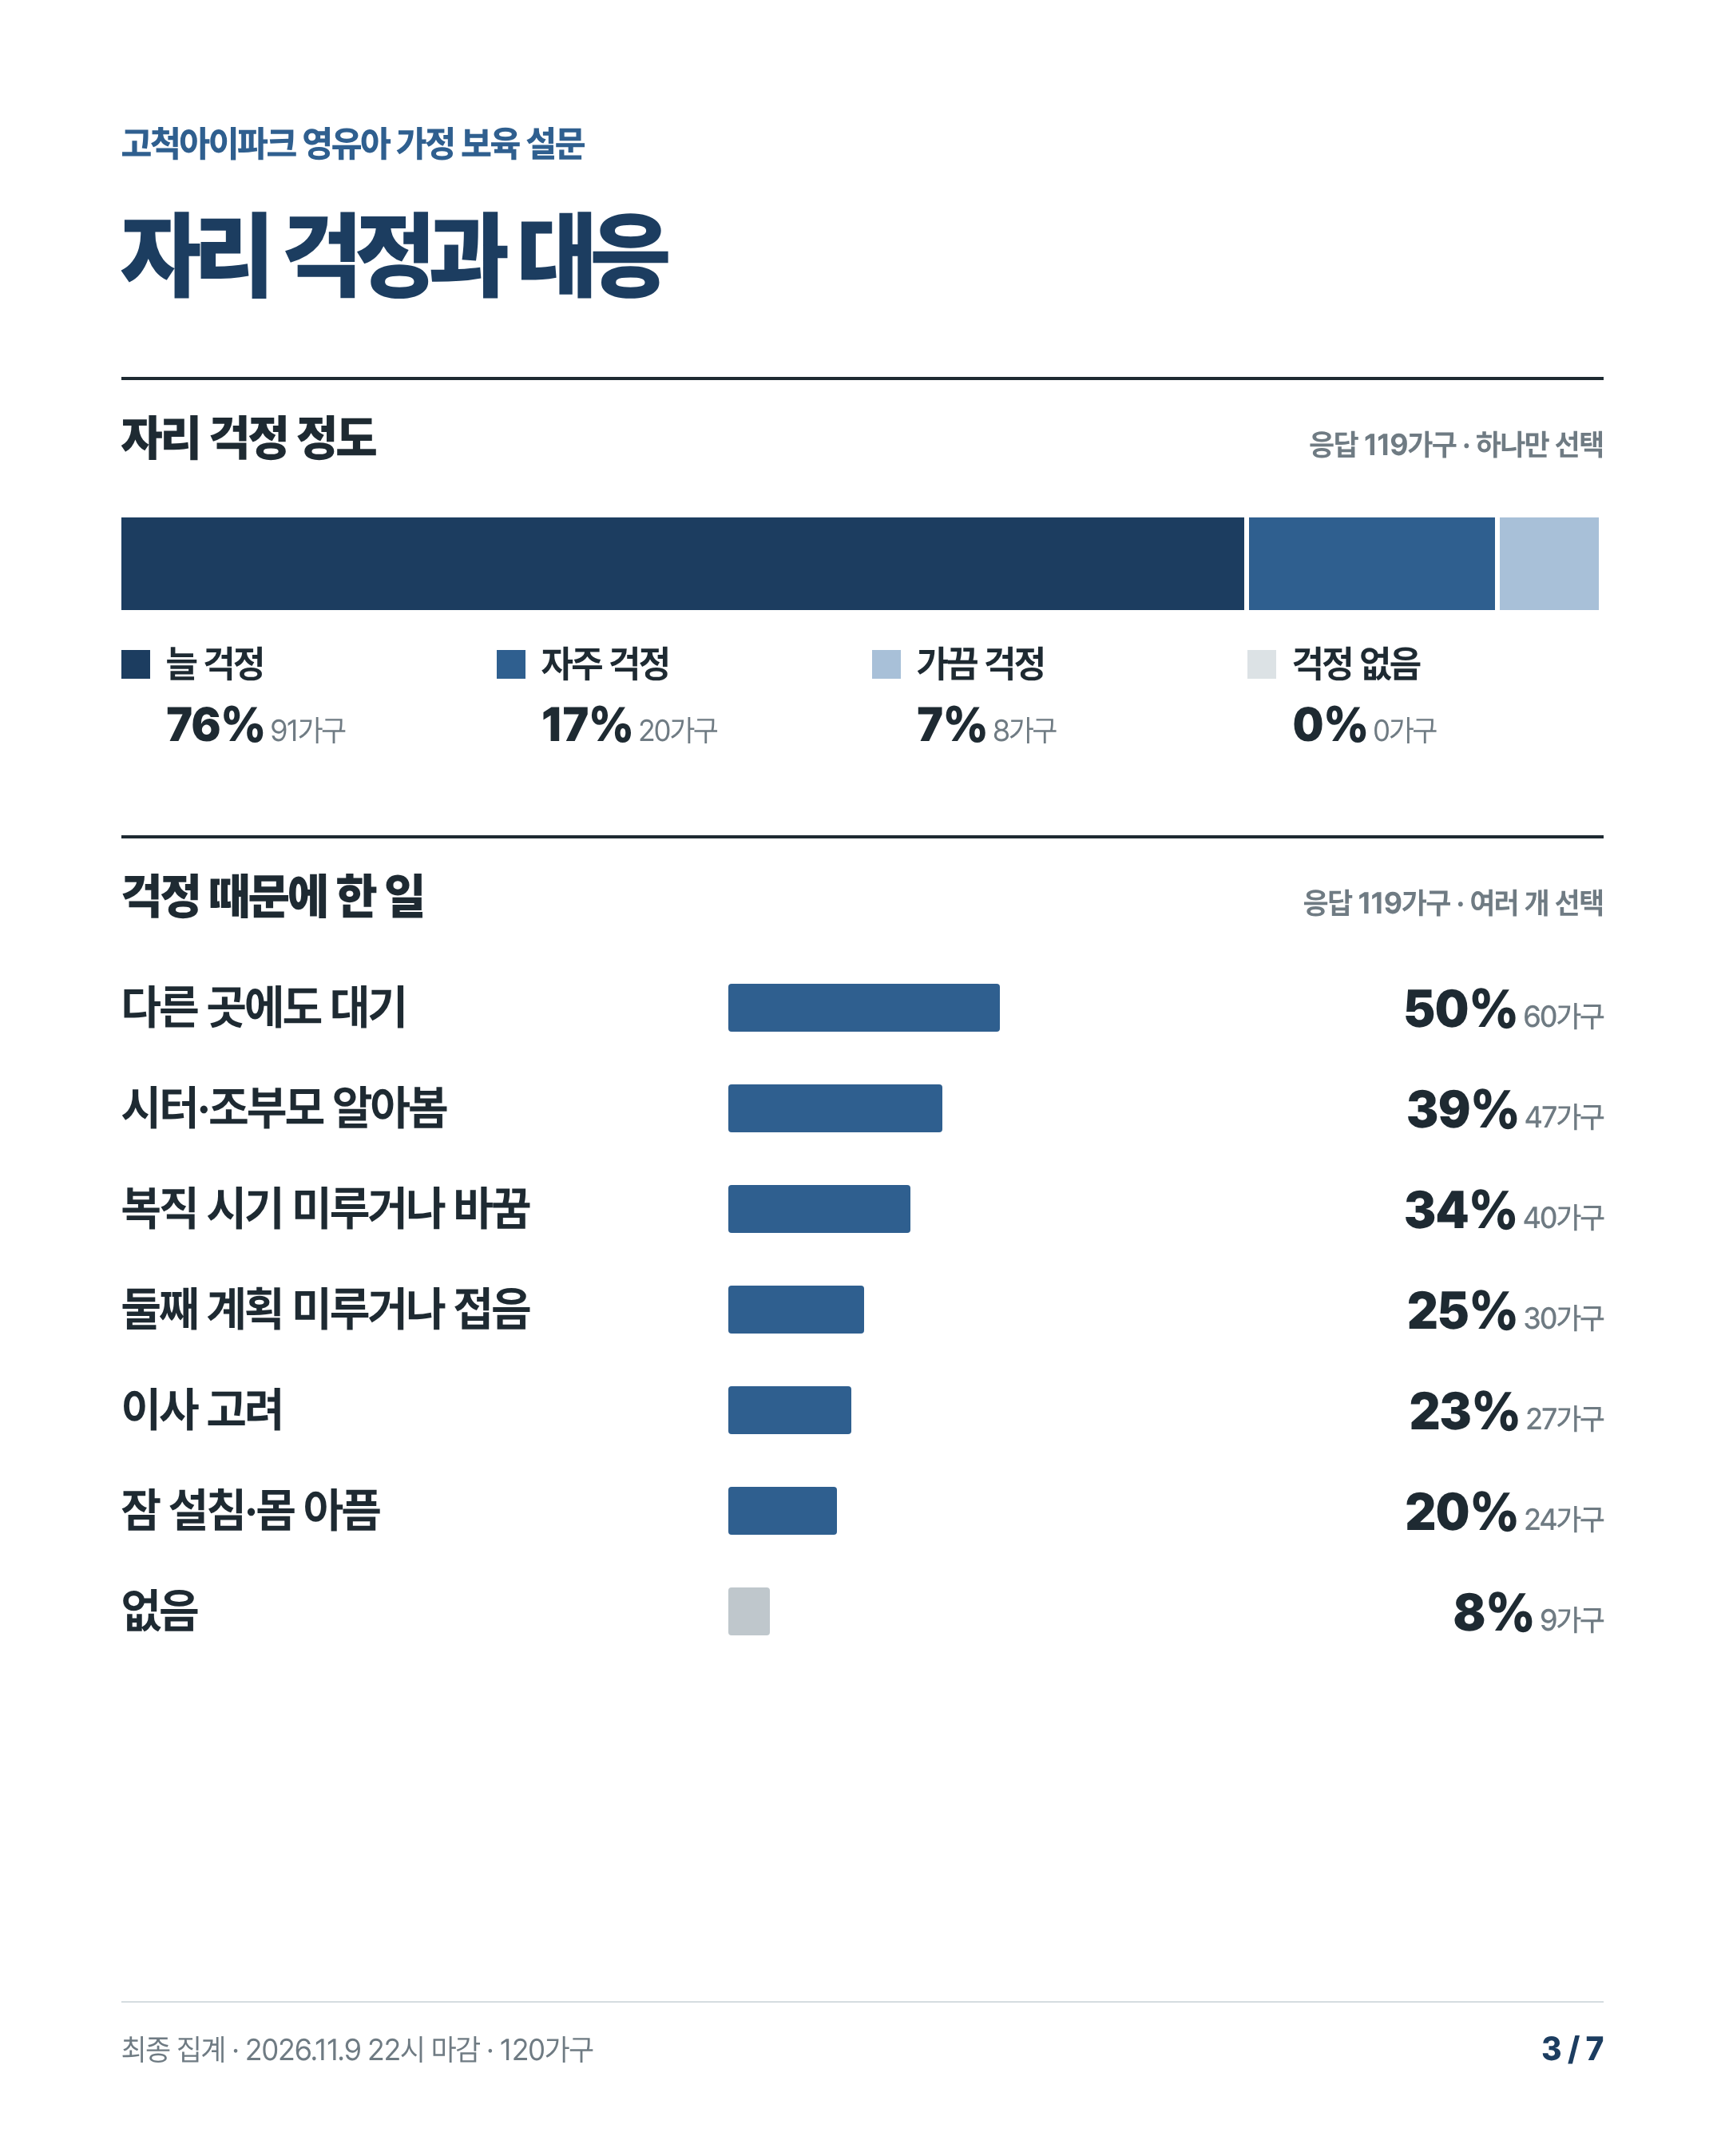 고척아이파크 영유아 가정 보육 설문
자리 걱정과 대응
자리 걱정 정도
응답 119가구 · 하나만 선택
늘 걱정
76% 91가구
자주 걱정
17% 20가구
가끔 걱정
7% 8가구
걱정 없음
0% 0가구
걱정 때문에 한 일
응답 119가구 · 여러 개 선택
다른 곳에도 대기 50% 60가구
시터·조부모 알아봄 39% 47가구
복직 시기 미루거나 바꿈 34% 40가구
둘째 계획 미루거나 접음 25% 30가구
이사 고려 23% 27가구
잠 설침·몸 아픔 20% 24가구
없음 8% 9가구
최종 집계 · 2026.11.9 22시 마감 · 120가구
3 / 7